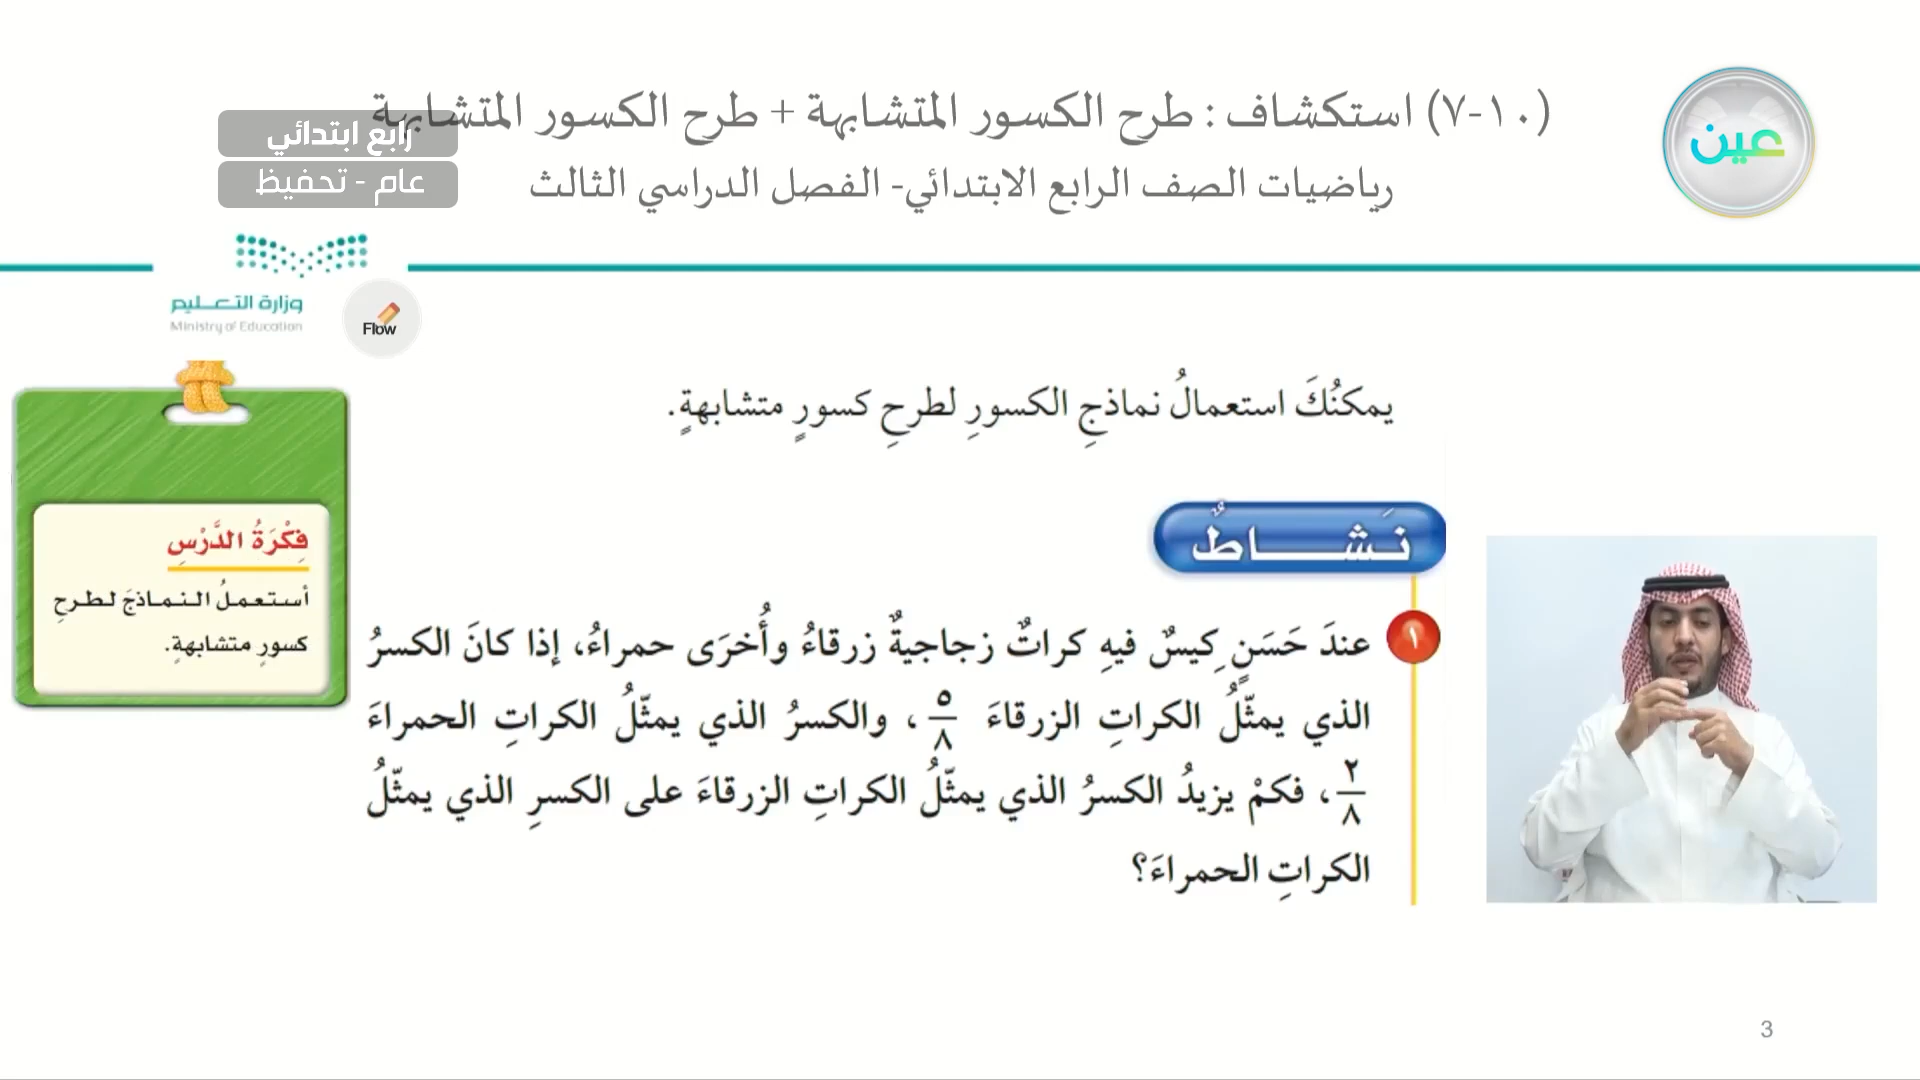 (١٠-٧) استكشاف : طرح الكسور المتشابهة + طرح الكسور المتشابهة
رابع ابتدائي
عام - تحفيظ
رياضيات الصف الرابع الابتدائي- الفصل الدراسي الثالث
عين
وزارة التعليم
Ministry of Education
Flow
يمكنُكَ استعمالُ نماذجِ الكسورِ لطرحِ كسورٍ متشابهةٍ.
فِكْرَةُ الدَّرْسِ
أستعملُ النماذجَ لطرحِ
كسورٍ متشابهةٍ.
نَشاطٌ
١ عندَ حَسَنٍ كيسٌ فيهِ كراتٌ زجاجيةٌ زرقاءُ وأُخرَى حمراءُ، إذا كانَ الكسرُ
الذي يمثّلُ الكراتِ الزرقاءَ ٥/٨ ، والكسرُ الذي يمثّلُ الكراتِ الحمراءَ
٢/٨ ، فكمْ يزيدُ الكسرُ الذي يمثّلُ الكراتِ الزرقاءَ على الكسرِ الذي يمثّلُ
الكراتِ الحمراءَ؟
3